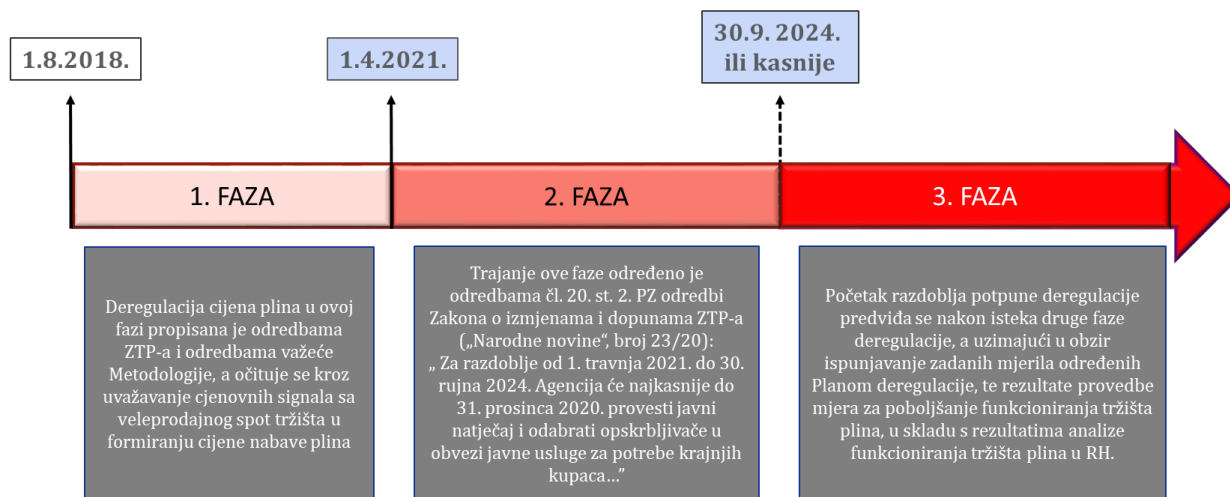 1.8.2018.
1.4.2021.
30.9. 2024.
ili kasnije
1. FAZA
2. FAZA
3. FAZA
Deregulacija cijena plina u ovoj
fazi propisana je odredbama
ZTP-a i odredbama važeće
Metodologije, a očituje se kroz
uvažavanje cjenovnih signala sa
veleprodajnog spot tržišta u
formiranju cijene nabave plina
Trajanje ove faze određeno je
odredbama čl. 20. st. 2. PZ odredbi
Zakona o izmjenama i dopunama ZTP-a
(„Narodne novine“, broj 23/20):
„ Za razdoblje od 1. travnja 2021. do 30.
rujna 2024. Agencija će najkasnije do
31. prosinca 2020. provesti javni
natječaj i odabrati opskrbljivače u
obvezi javne usluge za potrebe krajnjih
kupaca…”
Početak razdoblja potpune deregulacije
predviđa se nakon isteka druge faze
deregulacije, a uzimajući u obzir
ispunjavanje zadanih mjerila određenih
Planom deregulacije, te rezultate provedbe
mjera za poboljšanje funkcioniranja tržišta
plina, u skladu s rezultatima analize
funkcioniranja tržišta plina u RH.